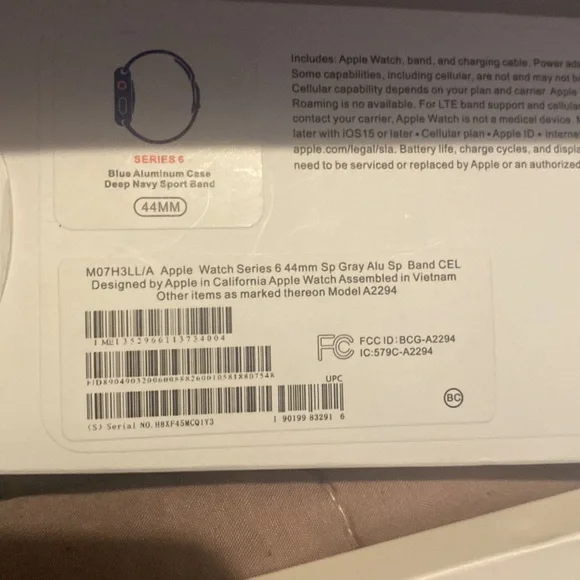 Includes: Apple Watch, band, and charging cable. Power
Some capabilities, including cellular, are not and may not
Cellular capability depends on your plan and carrier. Apple
Roaming is no available. For LTE band support and
contact your carrier, Apple Watch is not a medical device.
later with iOS15 or later • Cellular plan • Apple ID •
apple.com/legal/sla. Battery life, charge cycles, and
need to be serviced or replaced by Apple or an authorized
SERIES 6
Blue Aluminum Case
Deep Navy Sport Band
44MM
M07H3LL/A Apple Watch Series 6 44mm Sp Gray Alu Sp Band CEL
Designed by Apple in California Apple Watch Assembled in Vietnam
Other items as marked thereon Model A2294
FC FCC ID:BCG-A2294
IC:579C-A2294
UPC
BC
(S) Serial NO. H8XF45MCQ1Y3
1 90199 83291 6